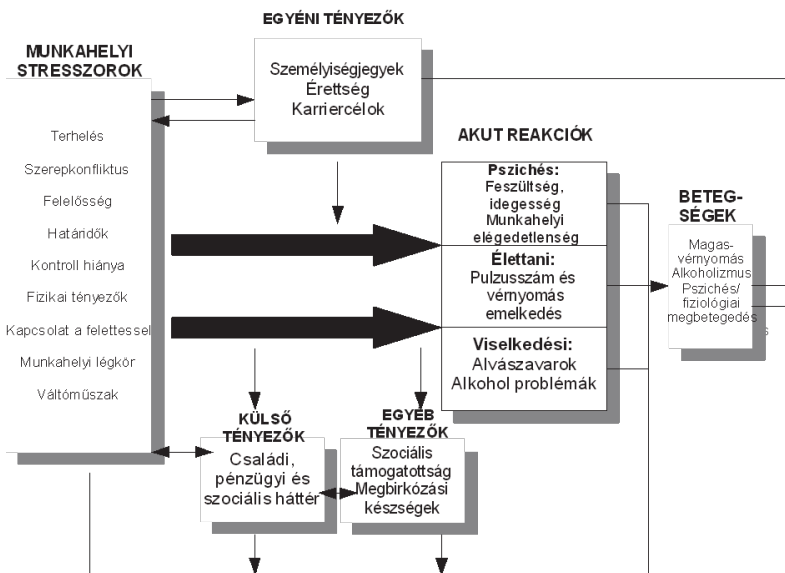 EGYÉNI TÉNYEZŐK
MUNKAHELYI
STRESSZOROK
Személyiségjegyek
Érettség
Karriercélok
Terhelés
Szerepkonfliktus
Felelősség
Határidők
Kontroll hiánya
Fizikai tényezők
Kapcsolat a felettessel
Munkahelyi légkör
Váltóműszak
AKUT REAKCIÓK
Pszichés:
Feszültség,
idegesség
Munkahelyi
elégedetlenség
Élettani:
Pulzusszám és
vérnyomás
emelkedés
Viselkedési:
Alvászavarok
Alkohol problémák
BETEG-
SÉGEK
Magas-
vérnyomás
Alkoholizmus
Pszichés/
fiziológiai
megbetegedés
KÜLSŐ
TÉNYEZŐK
Családi,
pénzügyi és
szociális háttér
EGYÉB
TÉNYEZŐK
Szociális
támogatottság
Megbirkózási
készségek